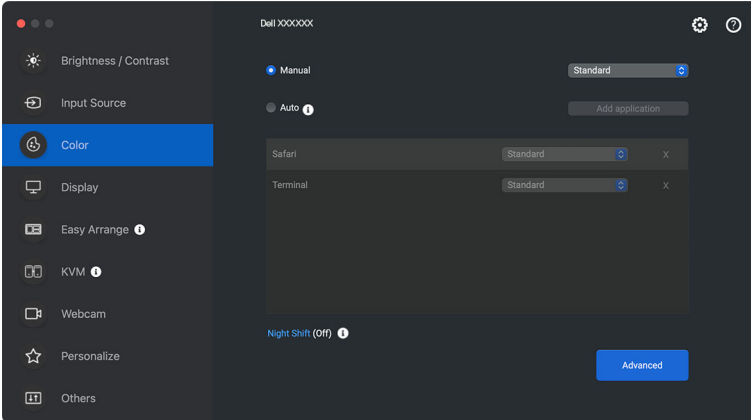 Dell XXXXXX
Brightness / Contrast
Input Source
Color
Display
Easy Arrange
KVM
Webcam
Personalize
Others
Manual
Standard
Auto
Add application
Safari Standard X
Terminal Standard X
Night Shift (Off)
Advanced